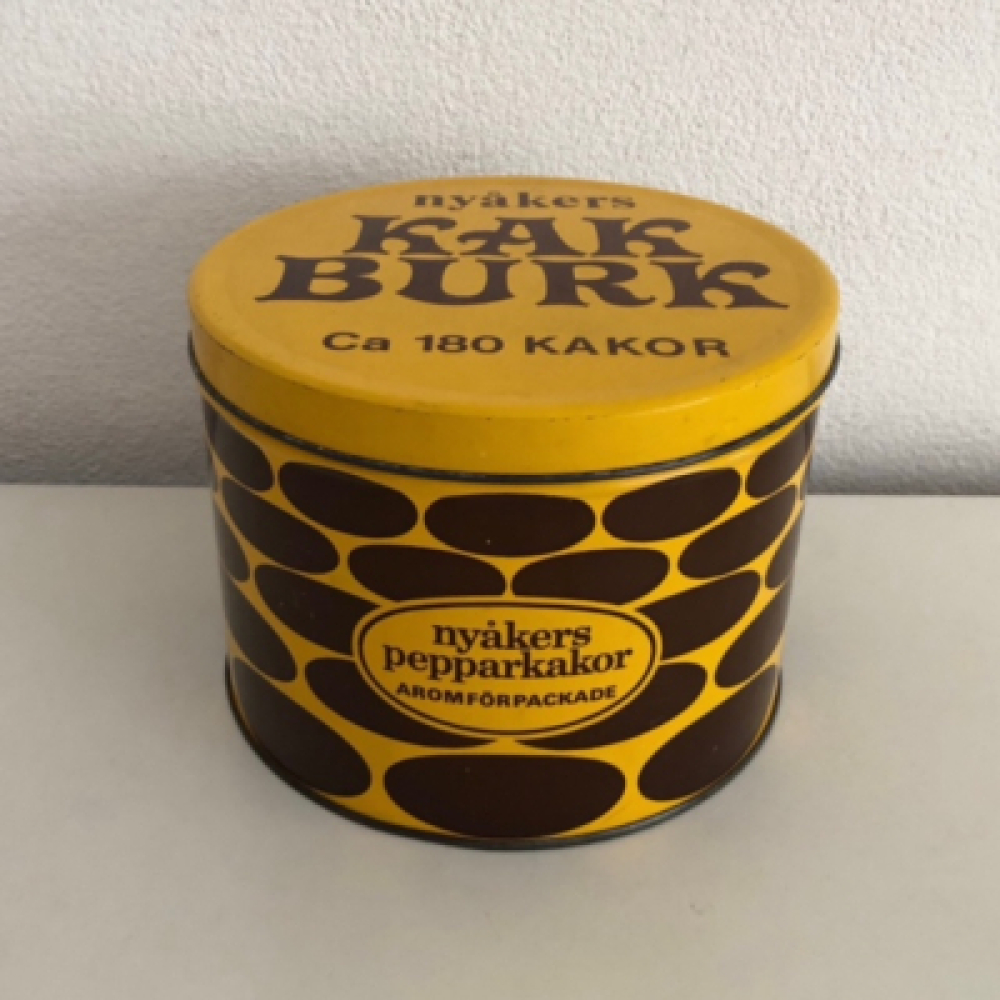 nyåkers
KAK
BURK
Ca 180 KAKOR
nyåkers
pepparkakor
AROMFÖRPACKADE